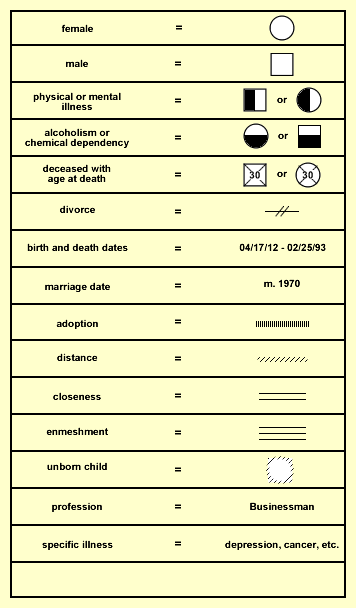 female =
male =
physical or mental
illness = or
alcoholism or
chemical dependency = or
deceased with
age at death = 30 or 30
divorce =
birth and death dates = 04/17/12 - 02/25/93
marriage date = m. 1970
adoption =
distance =
closeness =
enmeshment =
unborn child =
profession = Businessman
specific illness = depression, cancer, etc.